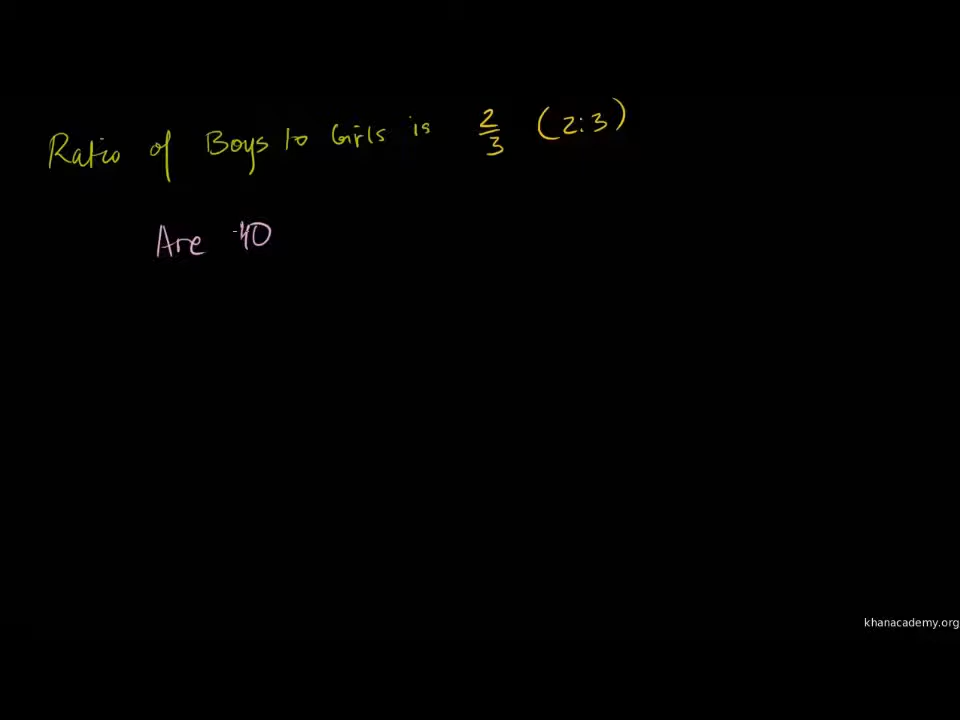 Ratio of Boys to Girls is 2/3 (2:3)
Are 40
khanacademy.org